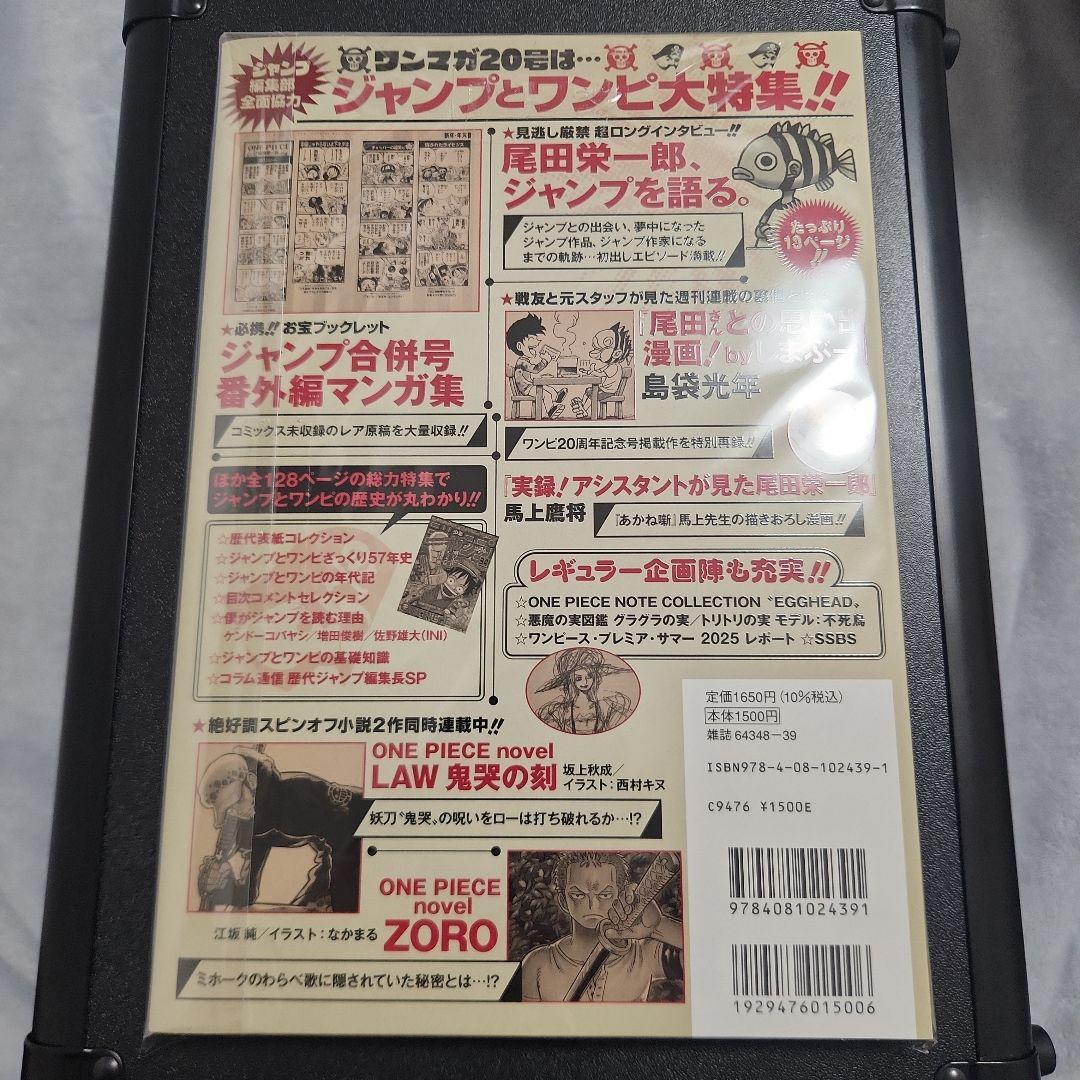 ジャンプ
編集部
全面協力
ワンマガ20号は…
ジャンプとワンピ大特集!!
ONE PIECE
★必携!! お宝ブックレット
ジャンプ合併号
番外編マンガ集
コミックス未収録のレア原稿を大量収録!!
★見逃し厳禁 超ロングインタビュー!!
尾田栄一郎、
ジャンプを語る。
ジャンプとの出会い、夢中になった
ジャンプ作品、ジャンプ作家になる
までの軌跡…初出しエピソード満載!!
たっぷり
13ページ
!!
★戦友と元スタッフが見た週刊連載の
『尾田さんとの思い出
漫画! byしまぶー』
島袋光年
ワンピ20周年記念号掲載作を特別再録!!
『実録! アシスタントが見た尾田栄一郎』
馬上鷹将
『あかね噺』馬上先生の描きおろし漫画!!
ほか全128ページの総力特集で
ジャンプとワンピの歴史が丸わかり!!
☆歴代表紙コレクション
☆ジャンプとワンピざっくり57年史
☆ジャンプとワンピの年代記
☆目次コメントセレクション
☆僕がジャンプを読む理由
ケンドーコバヤシ/増田俊樹/佐野雄大(INI)
☆ジャンプとワンピの基礎知識
☆コラム通信 歴代ジャンプ編集長SP
レギュラー企画陣も充実!!
☆ONE PIECE NOTE COLLECTION 〝EGGHEAD〟
☆悪魔の実図鑑 グラグラの実/トリトリの実 モデル:不死鳥
☆ワンピース・プレミア・サマー 2025 レポート ☆SSBS
★絶好調スピンオフ小説2作同時連載中!!
ONE PIECE novel
LAW 鬼哭の刻
坂上秋成/
イラスト:西村キヌ
妖刀〝鬼哭〟の呪いをローは打ち破れるか…!?
ONE PIECE
novel
ZORO
江坂 純/イラスト:なかまる
ミホークのわらべ歌に隠されていた秘密とは…!?
定価1650円(10%税込)
本体1500円
雑誌 64348-39
ISBN978-4-08-102439-1
C9476 ¥1500E
9784081024391
1929476015006